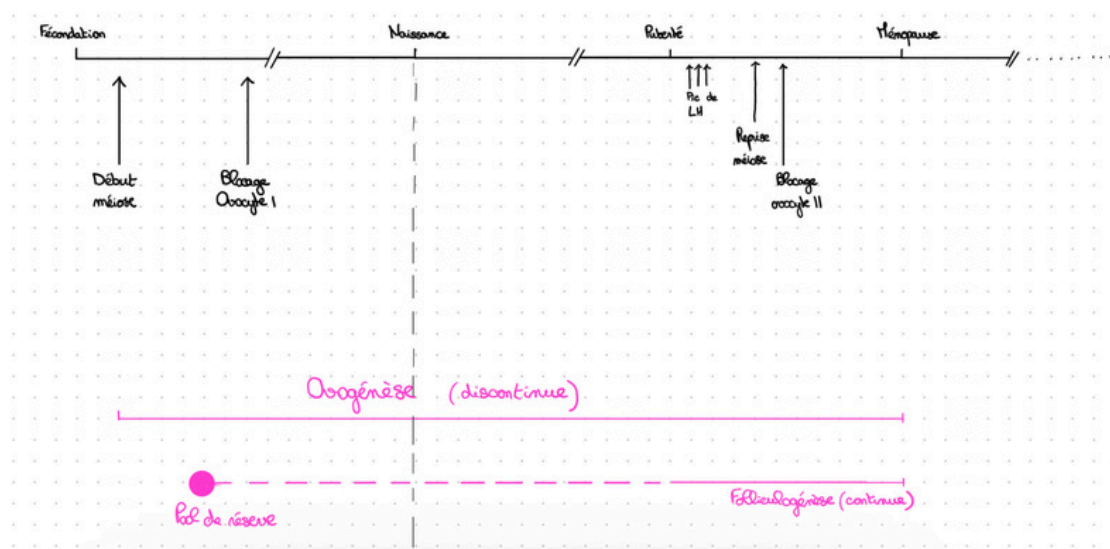 Fécondation
Naissance
Puberté
Ménopause
Pic de
LH
Reprise
méiose
Début
méiose
Blocage
Ovocyte I
Blocage
ovocyte II
Ovogénèse (discontinue)
Folliculogénèse (continue)
Pool de réserve